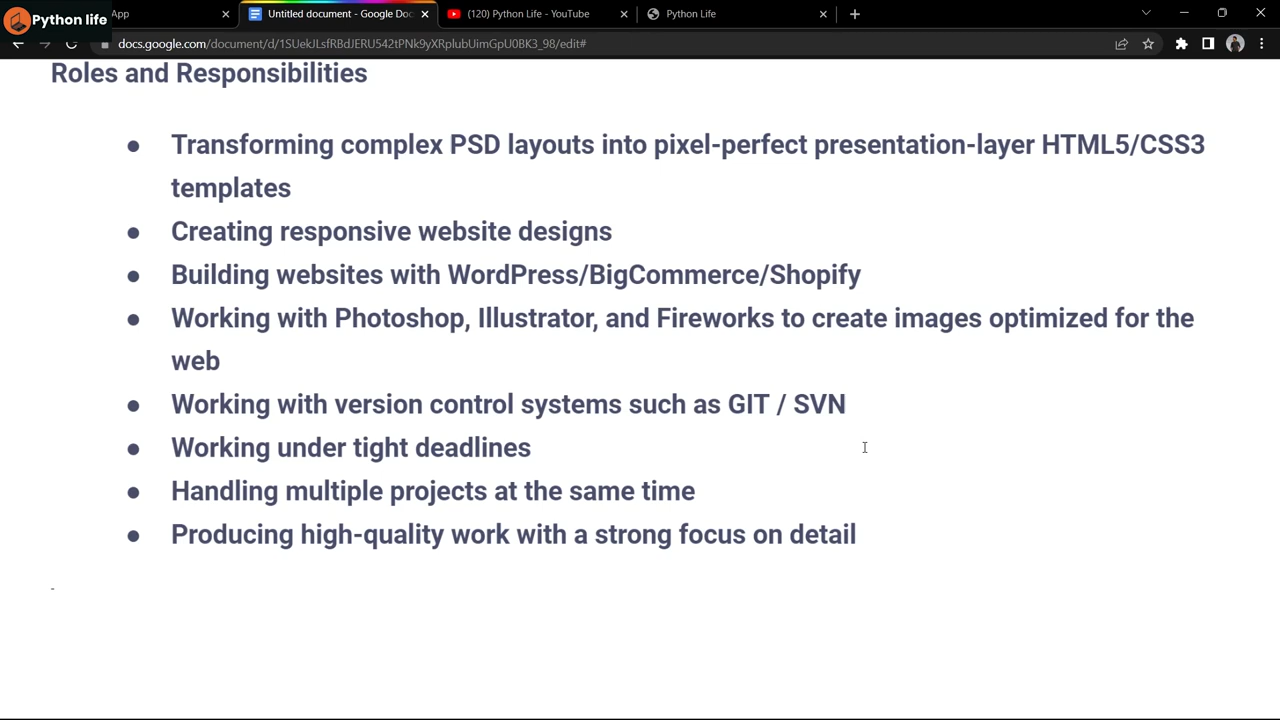 Python life
App
Untitled document - Google Doc
(120) Python Life - YouTube
Python Life
docs.google.com/document/d/1SUekJLsfRBdJERU542tPNk9yXRplubUimGpU0BK3_98/edit#
Roles and Responsibilities
● Transforming complex PSD layouts into pixel-perfect presentation-layer HTML5/CSS3
templates
● Creating responsive website designs
● Building websites with WordPress/BigCommerce/Shopify
● Working with Photoshop, Illustrator, and Fireworks to create images optimized for the
web
● Working with version control systems such as GIT / SVN
● Working under tight deadlines
● Handling multiple projects at the same time
● Producing high-quality work with a strong focus on detail
-